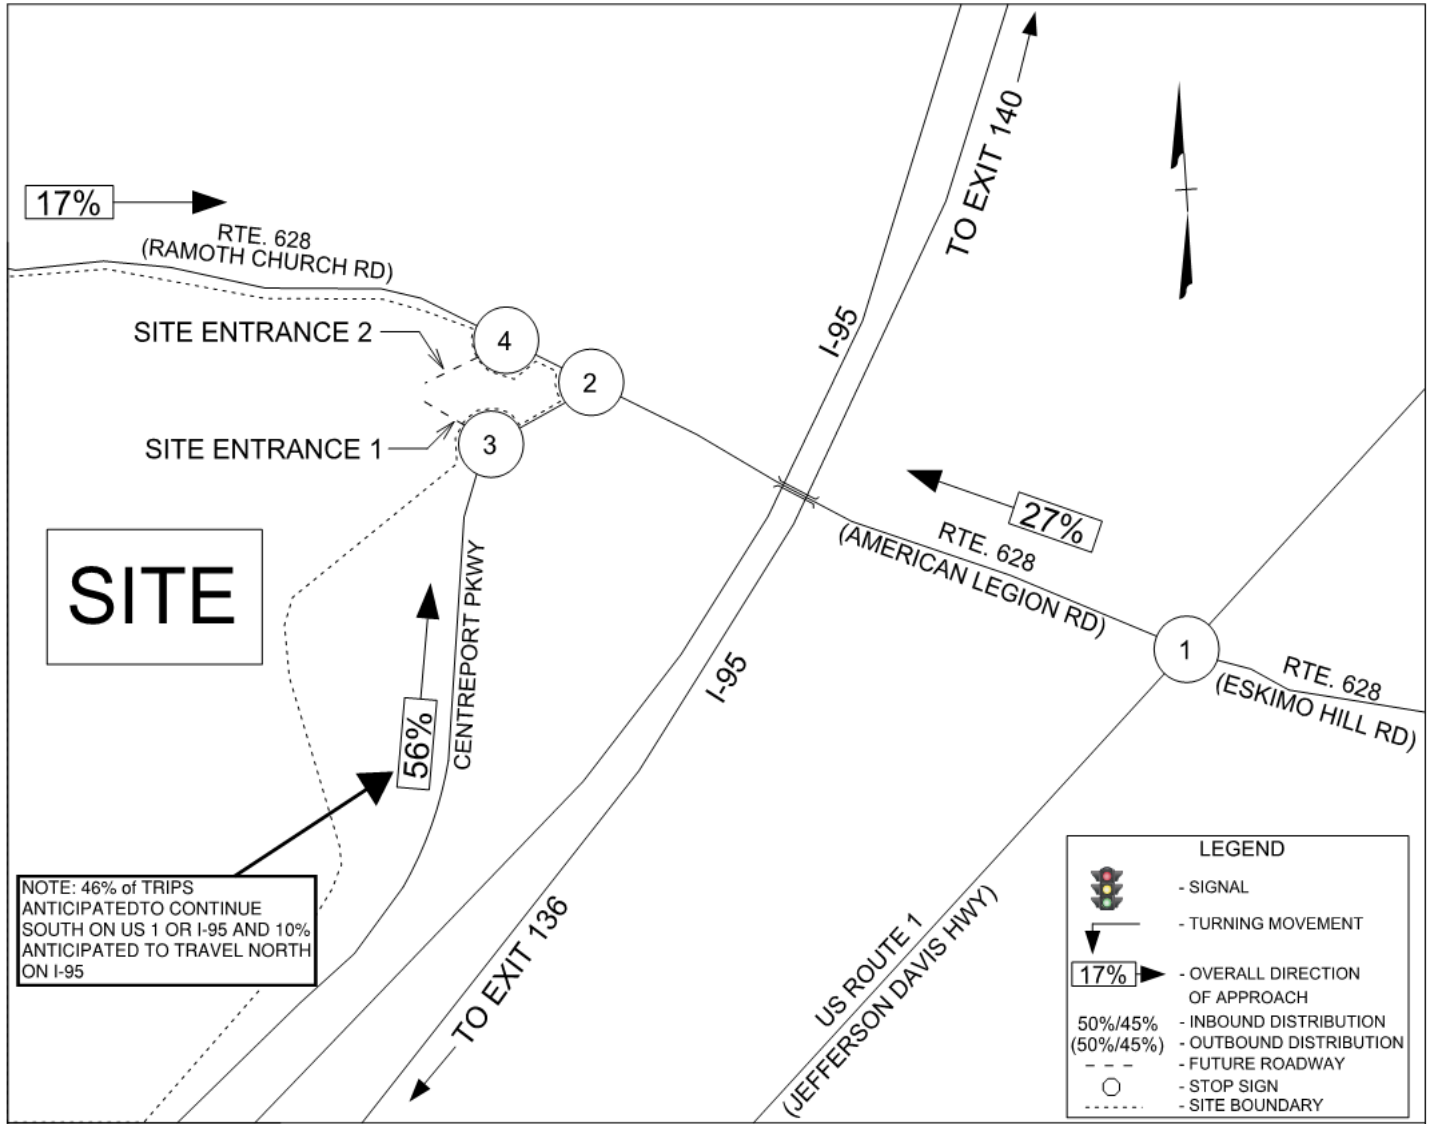 TO EXIT 140
17%
RTE. 628
(RAMOTH CHURCH RD)
SITE ENTRANCE 2
4
2
I-95
SITE ENTRANCE 1
3
27%
RTE. 628
(AMERICAN LEGION RD)
SITE
CENTREPORT PKWY
56%
I-95
1
RTE. 628
(ESKIMO HILL RD)
NOTE: 46% of TRIPS
ANTICIPATEDTO CONTINUE
SOUTH ON US 1 OR I-95 AND 10%
ANTICIPATED TO TRAVEL NORTH
ON I-95
TO EXIT 136
US ROUTE 1
(JEFFERSON DAVIS HWY)
LEGEND
- SIGNAL
- TURNING MOVEMENT
17% - OVERALL DIRECTION
OF APPROACH
50%/45% - INBOUND DISTRIBUTION
(50%/45%) - OUTBOUND DISTRIBUTION
- FUTURE ROADWAY
- STOP SIGN
- SITE BOUNDARY